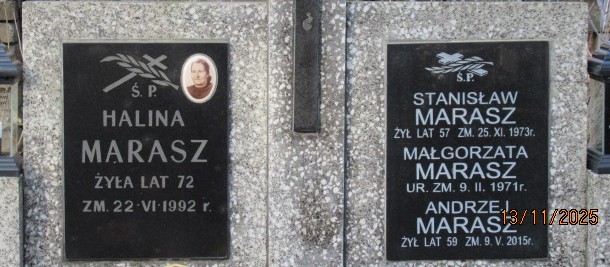 Ś. P.
HALINA
MARASZ
ŻYŁA LAT 72
ZM. 22-VI-1992 r.
Ś.P.
STANISŁAW
MARASZ
ŻYŁ LAT 57 ZM. 25. XI. 1973r.
MAŁGORZATA
MARASZ
UR. ZM. 9. II. 1971r.
ANDRZEJ
MARASZ
ŻYŁ LAT 59 ZM. 9. V. 2015r.
13/11/2025